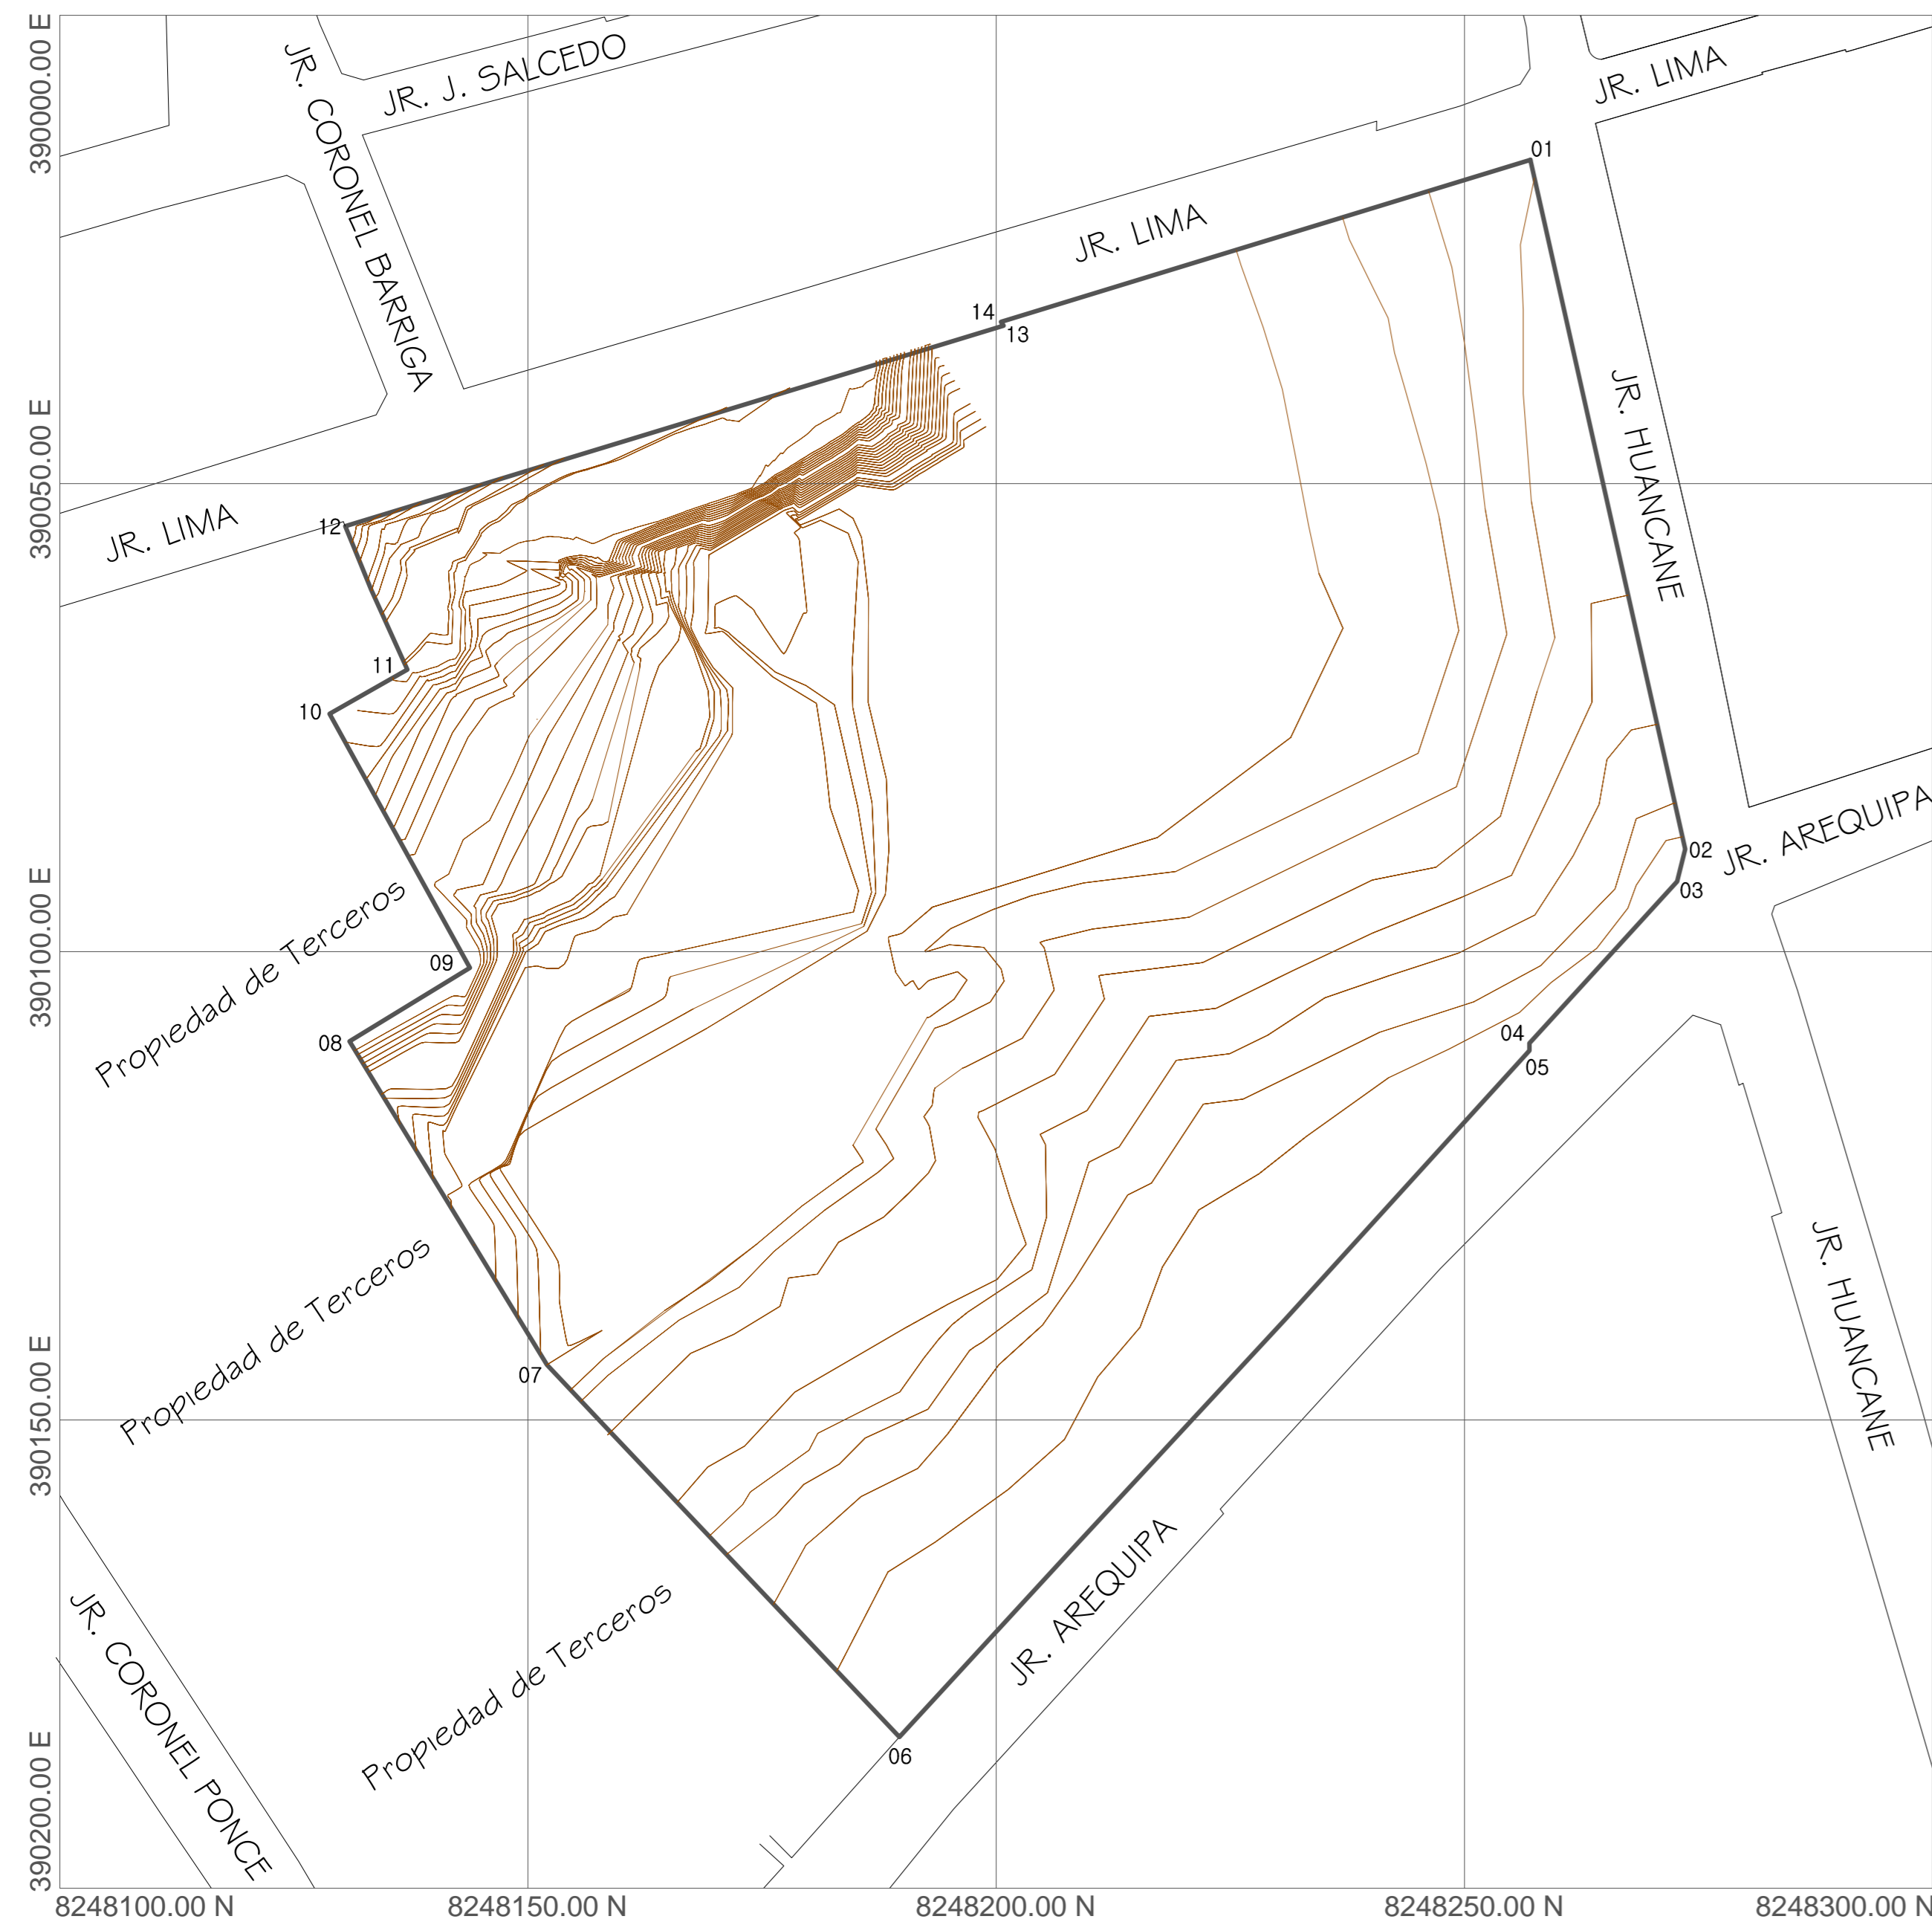 JR. J. SALCEDO
JR. LIMA
JR. CORONEL BARRIGA
390000.00 E
01
JR. LIMA
14
13
390050.00 E
JR. HUANCANE
12
JR. LIMA
11
10
02
JR. AREQUIPA
03
Propiedad de Terceros
09
390100.00 E
08
04
05
Propiedad de Terceros
JR. HUANCANE
07
390150.00 E
JR. AREQUIPA
Propiedad de Terceros
JR. CORONEL PONCE
06
390200.00 E
8248100.00 N
8248150.00 N
8248200.00 N
8248250.00 N
8248300.00 N